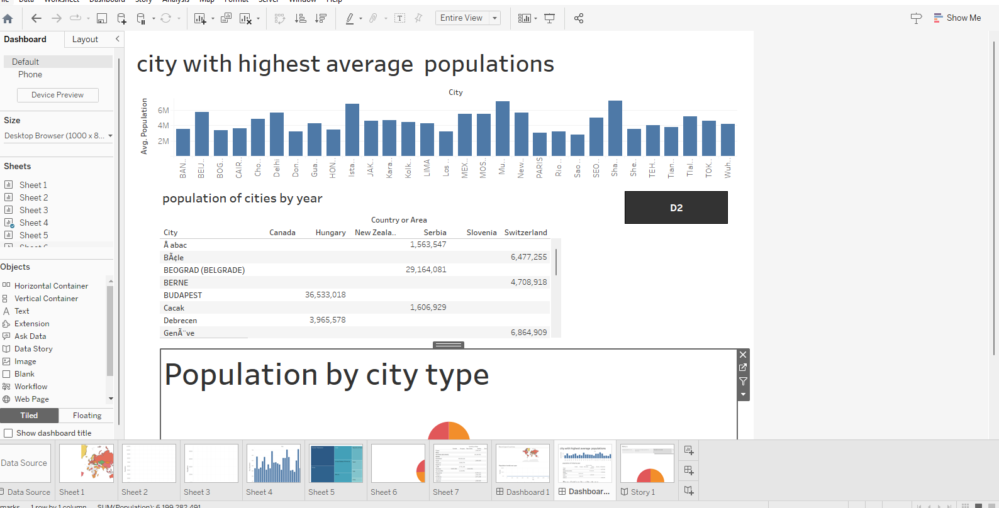 Data Worksheet Dashboard Story Analysis Map Format Server Window Help
Entire View
Show Me
Dashboard
Layout
Default
Phone
Device Preview
Size
Desktop Browser (1000 x 8...
Sheets
Sheet 1
Sheet 2
Sheet 3
Sheet 4
Sheet 5
Objects
Horizontal Container
Vertical Container
Text
Extension
Ask Data
Data Story
Image
Blank
Workflow
Web Page
Tiled
Floating
Show dashboard title
city with highest average populations
City
Avg. Population
6M
4M
2M
BAN..
BEIJ..
BOG..
CAIR..
Cho..
Delhi
Don..
Gua..
HON..
Ista..
JAK..
Kara..
Kolk..
LIMA
Los ..
MEX..
MOS..
Mu..
New..
PARIS
Rio ..
Sao ..
SEO..
Sha..
She..
TEH..
Tian..
Tlal..
TOK..
Wuh..
population of cities by year
D2
Country or Area
City Canada Hungary New Zeala.. Serbia Slovenia Switzerland
Å abac 1,563,547
BÃ¢le 6,477,255
BEOGRAD (BELGRADE) 29,164,081
BERNE 4,708,918
BUDAPEST 36,533,018
Cacak 1,606,929
Debrecen 3,965,578
GenÃ¨ve 6,864,909
Population by city type
Data Source
Data Source
Sheet 1
Sheet 2
Sheet 3
Sheet 4
Sheet 5
Sheet 6
Sheet 7
Dashboard 1
Dashboar...
Story 1
marks 1 row by 1 column SUM(Population): 6,199,282,491